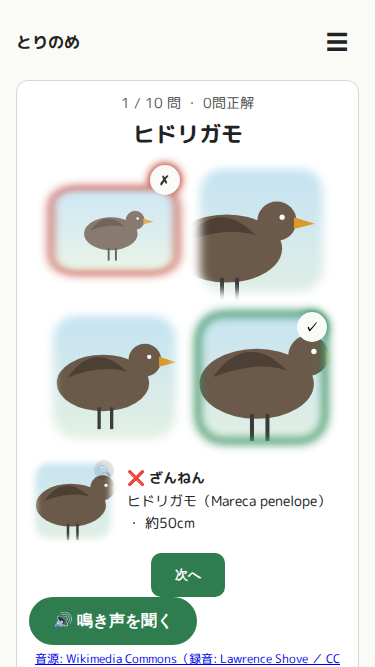 とりのめ
1 / 10 問 · 0問正解
ヒドリガモ
✗
✓
❌ ざんねん
ヒドリガモ（Mareca penelope）
· 約50cm
次へ
🔊 鳴き声を聞く
音源: Wikimedia Commons（録音: Lawrence Shove ／ CC